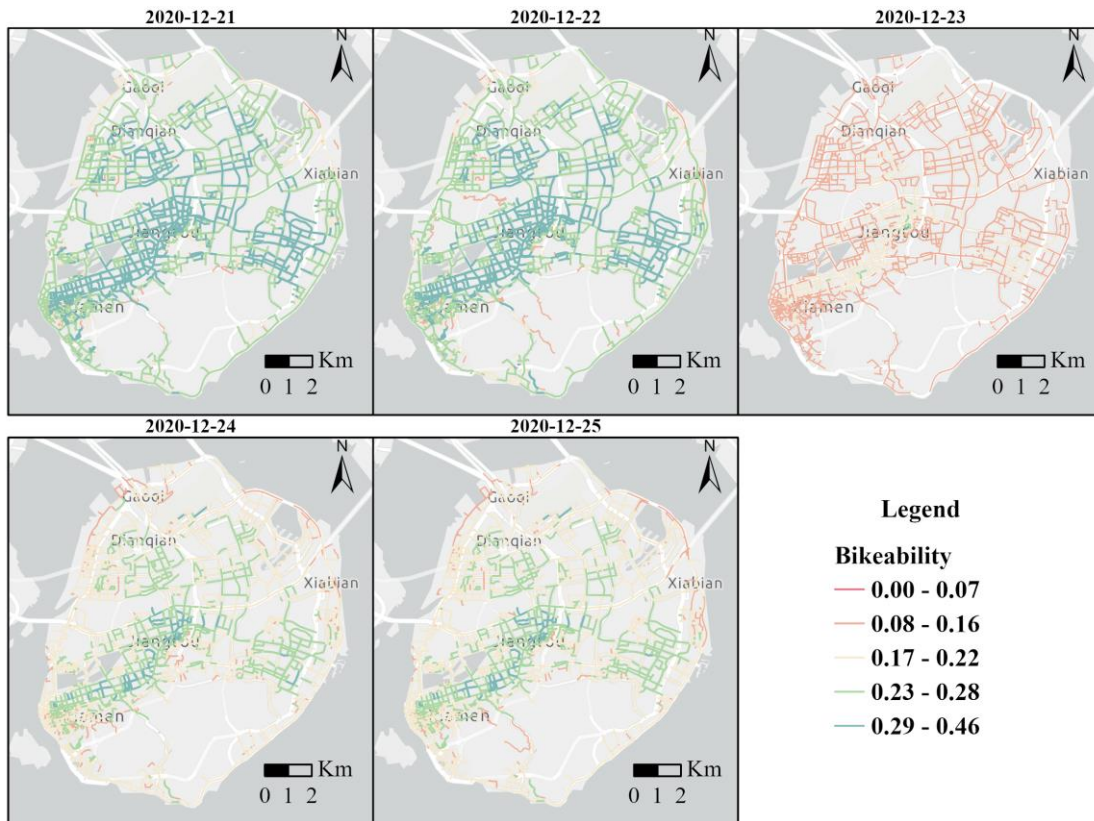 2020-12-21
2020-12-22
2020-12-23
N
Gaoqi
Dianqian
Xiabian
Jiangtou
Xiamen
Km
0 1 2
N
Gaoqi
Dianqian
Xiabian
Jiangtou
Xiamen
Km
0 1 2
N
Gaoqi
Dianqian
Xiabian
Jiangtou
Xiamen
Km
0 1 2
2020-12-24
2020-12-25
N
Gaoqi
Dianqian
Xiabian
Jiangtou
Xiamen
Km
0 1 2
N
Gaoqi
Dianqian
Xiabian
Jiangtou
Xiamen
Km
0 1 2
Legend
Bikeability
0.00 - 0.07
0.08 - 0.16
0.17 - 0.22
0.23 - 0.28
0.29 - 0.46